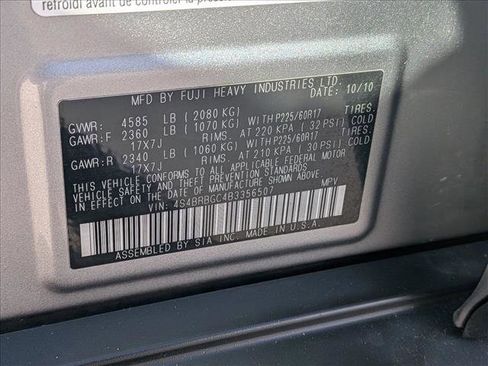 refroidi avant de contrôler la pression
MFD BY FUJI HEAVY INDUSTRIES LTD.
DATE: 10/10
GVWR: 4585 LB (2080 KG)
GAWR:F 2360 LB (1070 KG) WITH P225/60R17 TIRES.
17X7J RIMS. AT 220 KPA (32 PSI) COLD
GAWR:R 2340 LB (1060 KG) WITH P225/60R17 TIRES.
17X7J RIMS. AT 210 KPA (30 PSI) COLD
THIS VEHICLE CONFORMS TO ALL APPLICABLE FEDERAL MOTOR
VEHICLE SAFETY AND THEFT PREVENTION STANDARDS
IN EFFECT ON THE DATE OF MANUFACTURE SHOWN ABOVE.
VIN: 4S4BRBGC4B3356507 MPV
ASSEMBLED BY SIA INC. MADE IN U.S.A.